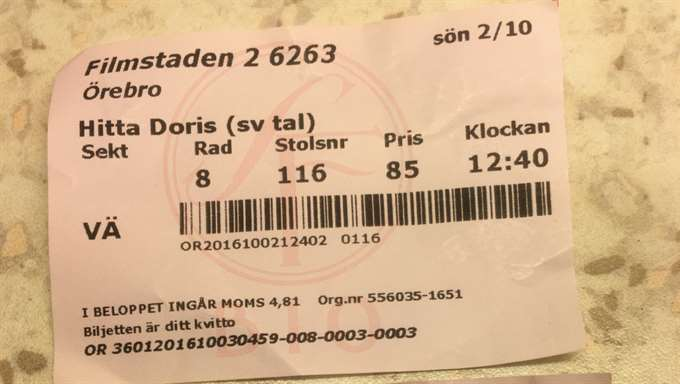 Filmstaden 2 6263 sön 2/10
Örebro
Hitta Doris (sv tal)
Sekt Rad Stolsnr Pris Klockan
8 116 85 12:40
VÄ
OR2016100212402 0116
I BELOPPET INGÅR MOMS 4,81 Org.nr 556035-1651
Biljetten är ditt kvitto
OR 3601201610030459-008-0003-0003
BIO